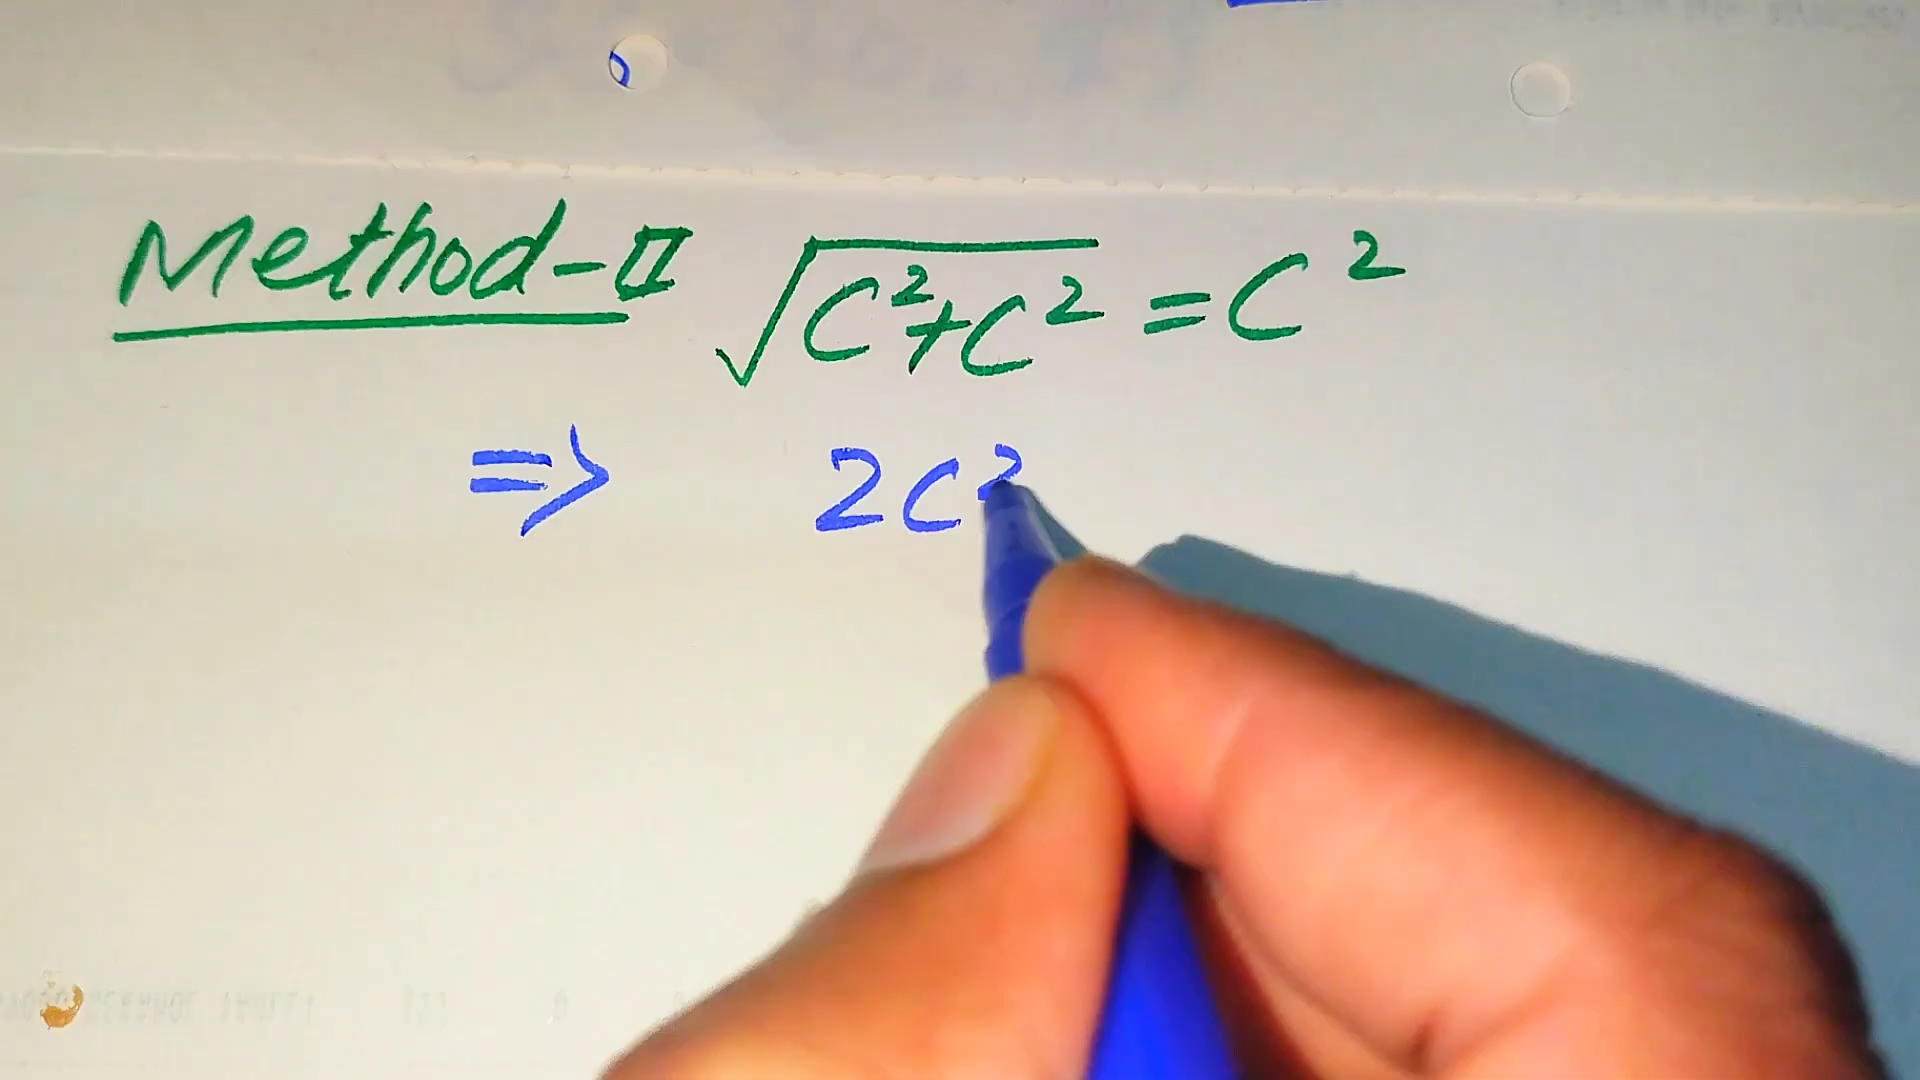 Method-II √C²+C² = C²
=> 2C²